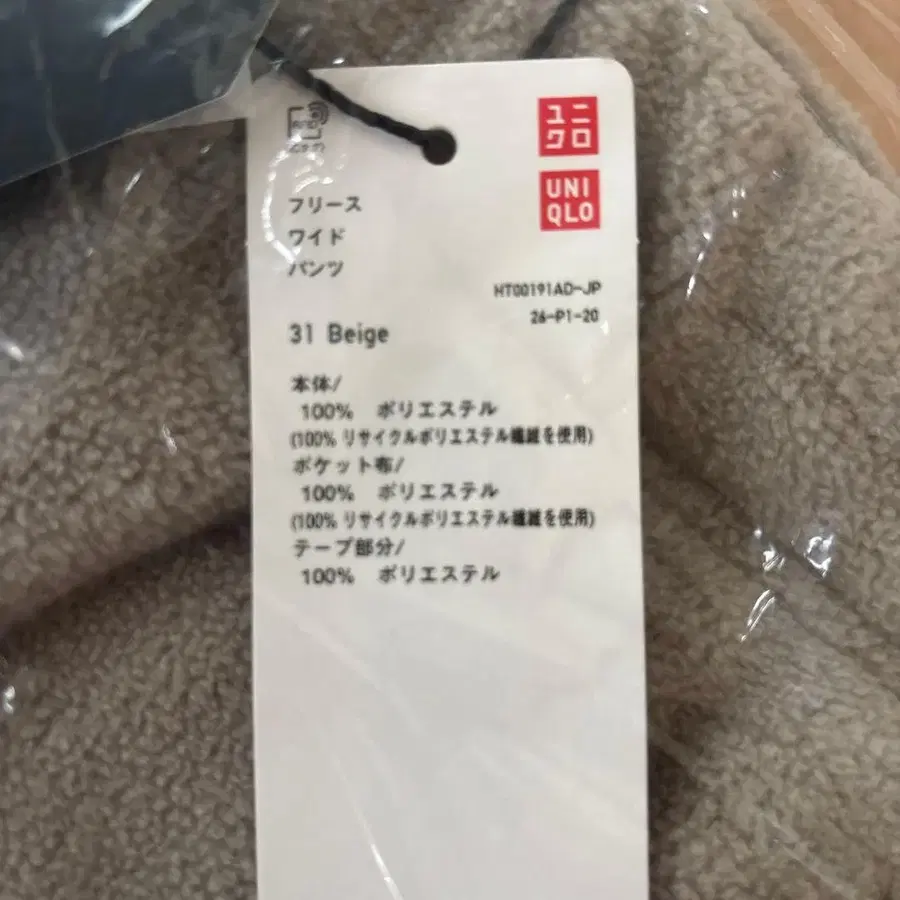 RFID
ユニ
クロ
UNI
QLO
フリース
ワイド
パンツ
HT00191AD-JP
26-P1-20
31 Beige
本体/
100% ポリエステル
(100% リサイクルポリエステル繊維を使用)
ポケット布/
100% ポリエステル
(100% リサイクルポリエステル繊維を使用)
テープ部分/
100% ポリエステル